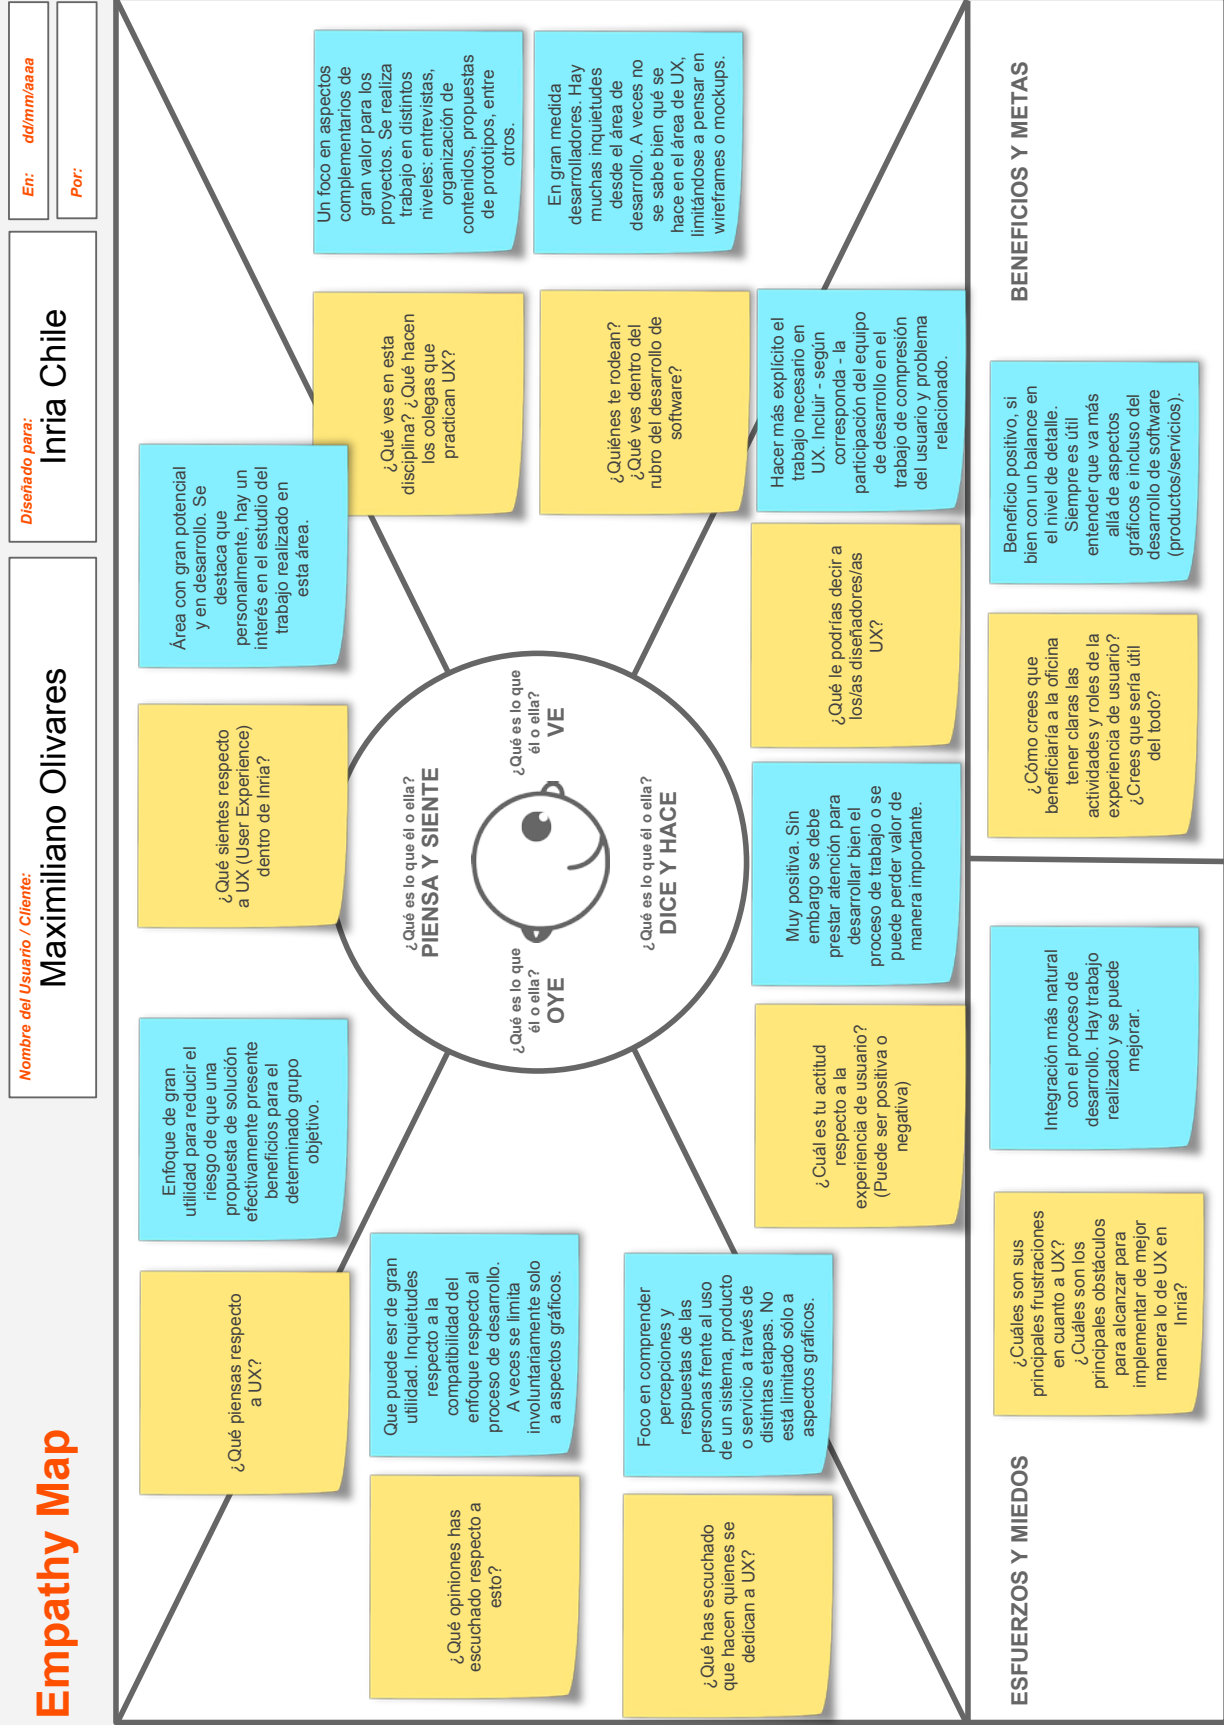 Empathy Map
Nombre del Usuario / Cliente:
Maximiliano Olivares
Diseñado para:
Inria Chile
En: dd/mm/aaaa
Por:
¿Qué piensas respecto
a UX?
Enfoque de gran
utilidad para reducir el
riesgo de que una
propuesta de solución
efectivamente presente
beneficios para el
determinado grupo
objetivo.
¿Qué sientes respecto
a UX (User Experience)
dentro de Inria?
Área con gran potencial
y en desarrollo. Se
destaca que
personalmente, hay un
interés en el estudio del
trabajo realizado en
esta área.
¿Qué opiniones has
escuchado respecto a
esto?
Que puede esr de gran
utilidad. Inquietudes
respecto a la
compatibilidad del
enfoque respecto al
proceso de desarrollo.
A veces se limita
involuntariamente solo
a aspectos gráficos.
¿Qué has escuchado
que hacen quienes se
dedican a UX?
Foco en comprender
percepciones y
respuestas de las
personas frente al uso
de un sistema, producto
o servicio a través de
distintas etapas. No
está limitado sólo a
aspectos gráficos.
¿Qué es lo que él o ella?
PIENSA Y SIENTE
¿Qué es lo que
él o ella?
OYE
¿Qué es lo que
él o ella?
VE
¿Qué es lo que él o ella?
DICE Y HACE
¿Qué ves en esta
disciplina? ¿Qué hacen
los colegas que
practican UX?
Un foco en aspectos
complementarios de
gran valor para los
proyectos. Se realiza
trabajo en distintos
niveles: entrevistas,
organización de
contenidos, propuestas
de prototipos, entre
otros.
¿Quiénes te rodean?
¿Qué ves dentro del
rubro del desarrollo de
software?
En gran medida
desarrolladores. Hay
muchas inquietudes
desde el área de
desarrollo. A veces no
se sabe bien qué se
hace en el área de UX,
limitándose a pensar en
wireframes o mockups.
¿Cuál es tu actitud
respecto a la
experiencia de usuario?
(Puede ser positiva o
negativa)
Muy positiva. Sin
embargo se debe
prestar atención para
desarrollar bien el
proceso de trabajo o se
puede perder valor de
manera importante.
¿Qué le podrías decir a
los/as diseñadores/as
UX?
Hacer más explícito el
trabajo necesario en
UX. Incluir - según
corresponda - la
participación del equipo
de desarrollo en el
trabajo de compresión
del usuario y problema
relacionado.
ESFUERZOS Y MIEDOS
¿Cuáles son sus
principales frustraciones
en cuanto a UX?
¿Cuáles son los
principales obstáculos
para alcanzar para
implementar de mejor
manera lo de UX en
Inria?
Integración más natural
con el proceso de
desarrollo. Hay trabajo
realizado y se puede
mejorar.
BENEFICIOS Y METAS
¿Cómo crees que
beneficiaría a la oficina
tener claras las
actividades y roles de la
experiencia de usuario?
¿Crees que sería útil
del todo?
Beneficio positivo, si
bien con un balance en
el nivel de detalle.
Siempre es útil
entender que va más
allá de aspectos
gráficos e incluso del
desarrollo de software
(productos/servicios).